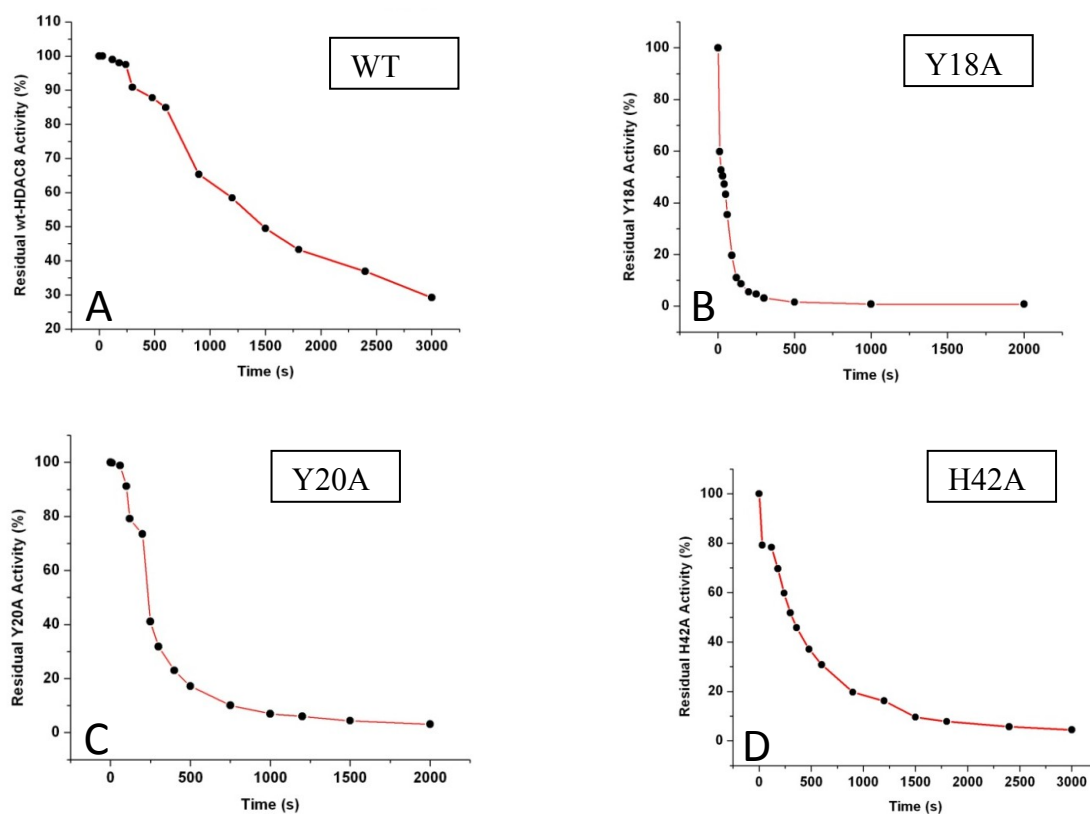 WT
Residual wt-HDAC8 Activity (%)
110
100
90
80
70
60
50
40
30
20
A
0 500 1000 1500 2000 2500 3000
Time (s)
Y18A
Residual Y18A Activity (%)
100
80
60
40
20
0
B
0 500 1000 1500 2000
Time (s)
Y20A
Residual Y20A Activity (%)
100
80
60
40
20
0
C
0 500 1000 1500 2000
Time (s)
H42A
Residual H42A Activity (%)
100
80
60
40
20
0
D
0 500 1000 1500 2000 2500 3000
Time (s)